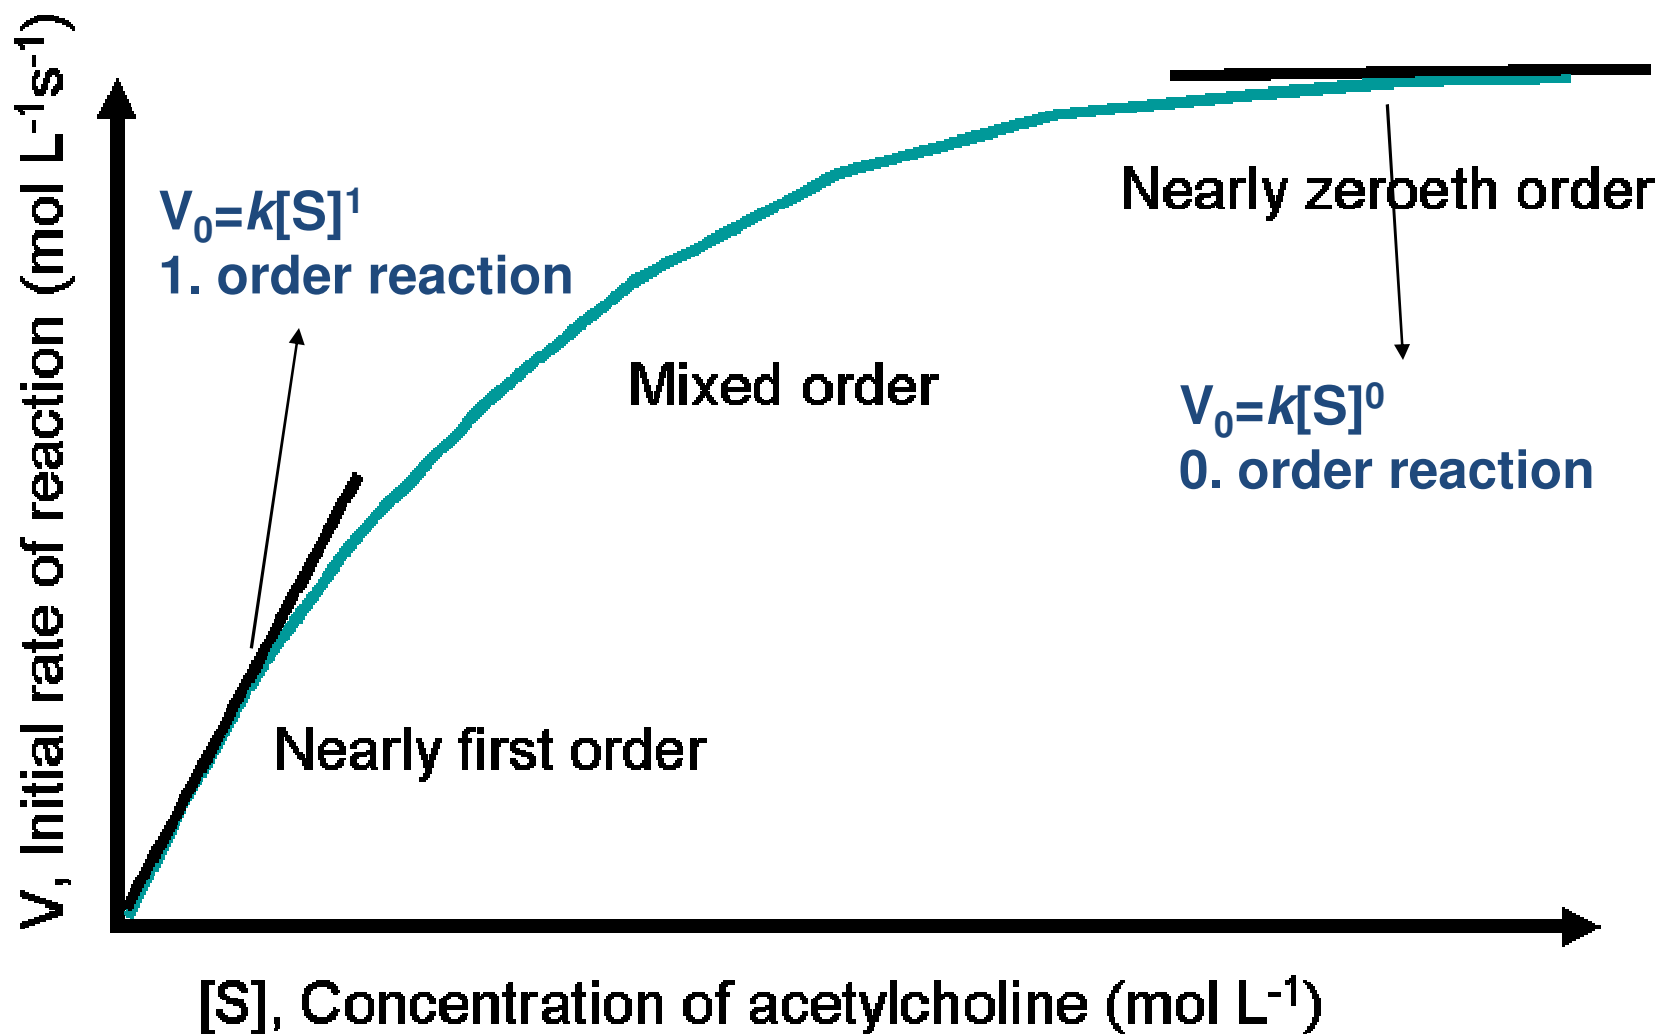 V, Initial rate of reaction (mol L⁻¹s⁻¹)
V₀=k[S]¹
1. order reaction
Nearly zeroeth order
Mixed order
V₀=k[S]⁰
0. order reaction
Nearly first order
[S], Concentration of acetylcholine (mol L⁻¹)